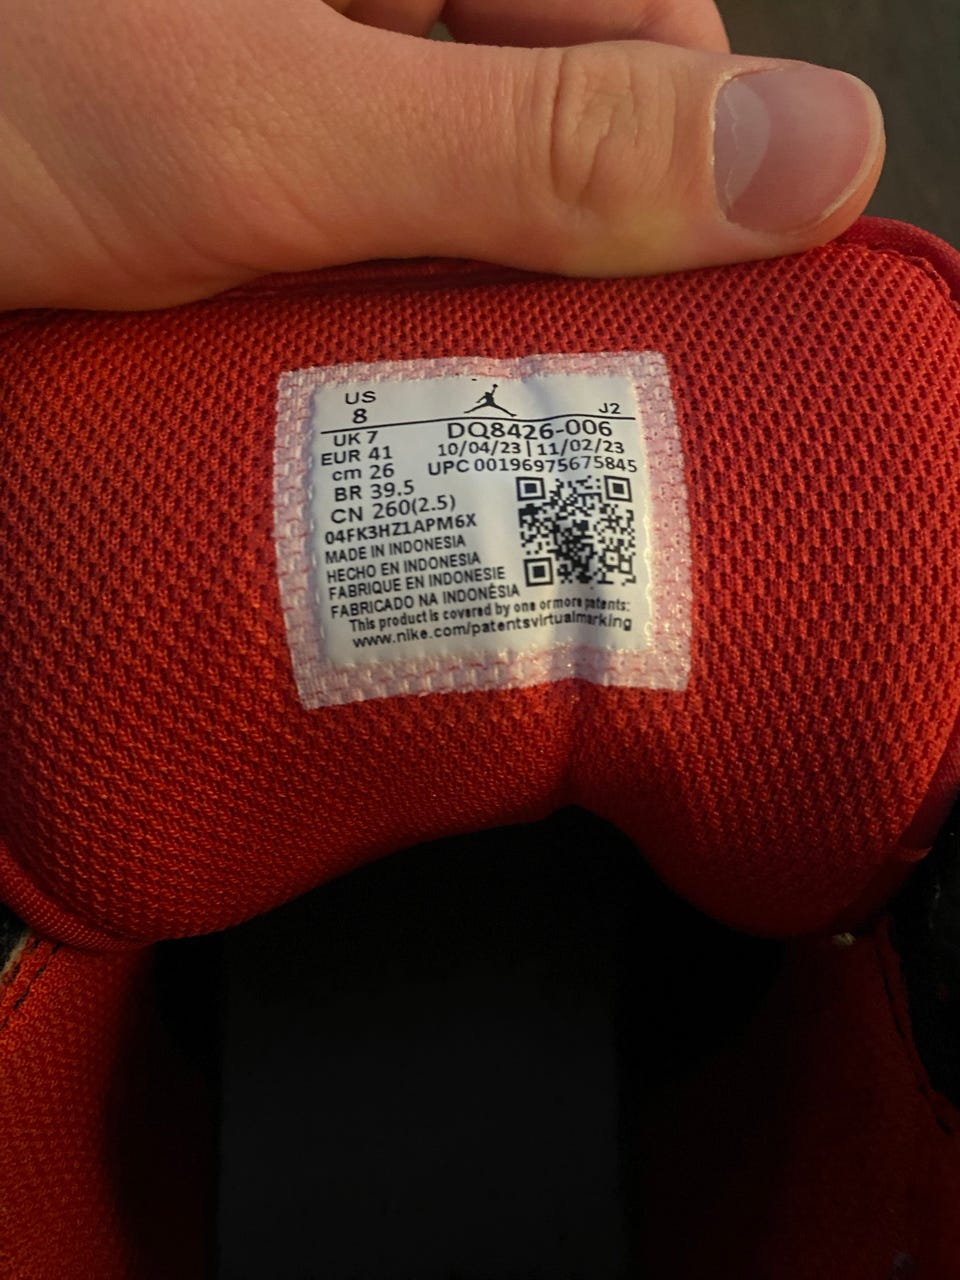 US
8
J2
UK 7
DQ8426-006
EUR 41
10/04/23 | 11/02/23
cm 26
UPC 00196975675845
BR 39.5
CN 260(2.5)
04FK3HZ1APM6X
MADE IN INDONESIA
HECHO EN INDONESIA
FABRIQUE EN INDONESIE
FABRICADO NA INDONÉSIA
This product is covered by one or more patents:
www.nike.com/patentsvirtualmarking